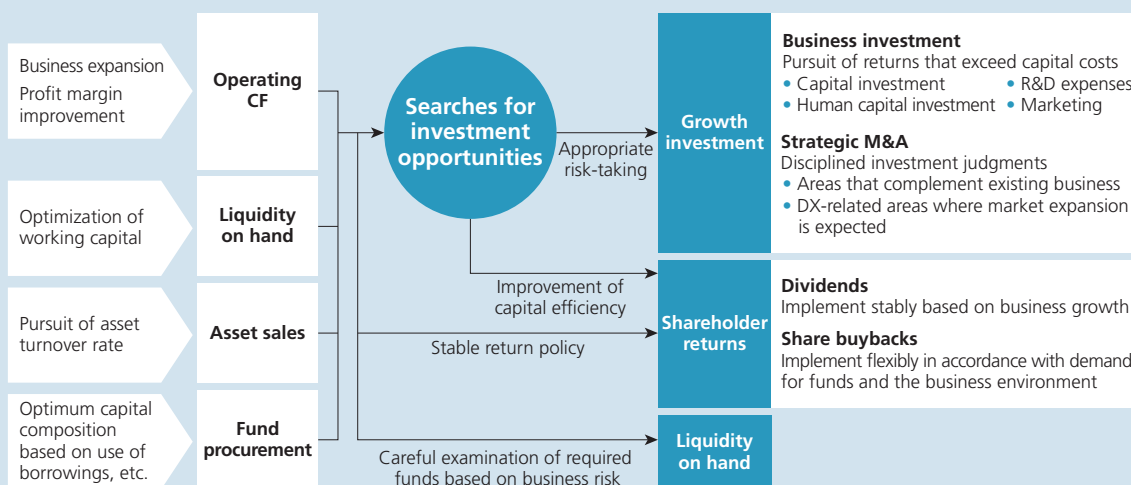 Business expansion
Profit margin
improvement
Operating
CF
Optimization of
working capital
Liquidity
on hand
Pursuit of asset
turnover rate
Asset sales
Optimum capital
composition
based on use of
borrowings, etc.
Fund
procurement
Searches for
investment
opportunities
Appropriate
risk-taking
Improvement of
capital efficiency
Stable return policy
Careful examination of required
funds based on business risk
Growth
investment
Business investment
Pursuit of returns that exceed capital costs
• Capital investment • R&D expenses
• Human capital investment • Marketing
Strategic M&A
Disciplined investment judgments
• Areas that complement existing business
• DX-related areas where market expansion
is expected
Shareholder
returns
Dividends
Implement stably based on business growth
Share buybacks
Implement flexibly in accordance with demand
for funds and the business environment
Liquidity
on hand